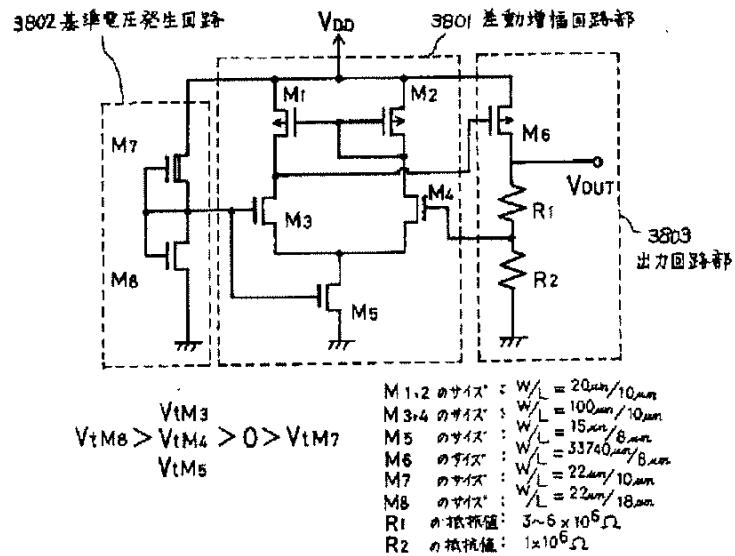 3802 基準電圧発生回路
3801 差動増幅回路部
VDD
M1
M2
M6
M7
M3
M4
VOUT
R1
M8
M5
R2
3803
出力回路部
VtM3
VtM8 > VtM4 > 0 > VtM7
VtM5
M1,2 のサイズ : W/L = 20μm/10μm
M3,4 のサイズ : W/L = 100μm/10μm
M5 のサイズ : W/L = 15μm/8μm
M6 のサイズ : W/L = 33740μm/8μm
M7 のサイズ : W/L = 22μm/10μm
M8 のサイズ : W/L = 22μm/18μm
R1 の抵抗値 : 3~6 x 10⁶Ω
R2 の抵抗値 : 1x10⁶Ω